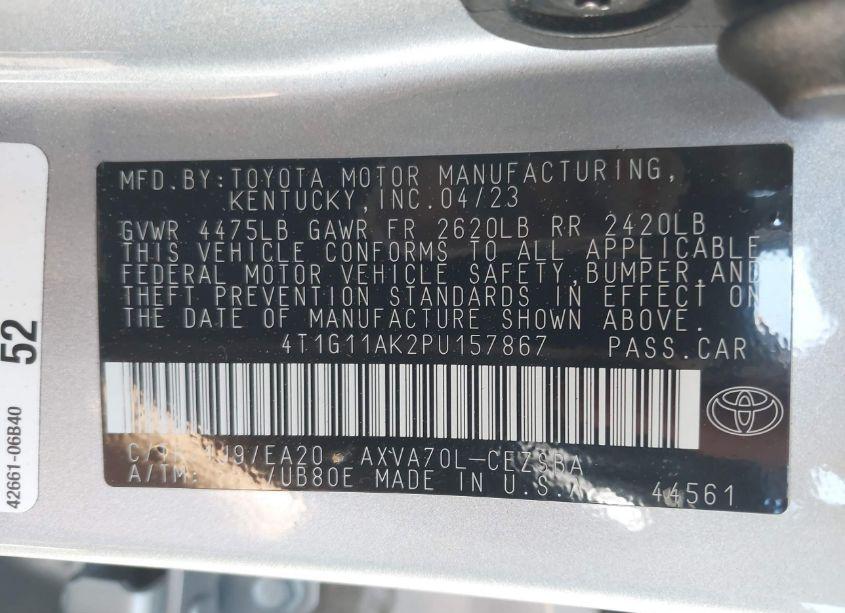 MFD.BY:TOYOTA MOTOR MANUFACTURING,
KENTUCKY,INC.04/23
GVWR 4475LB GAWR FR 2620LB RR 2420LB
THIS VEHICLE CONFORMS TO ALL APPLICABLE
FEDERAL MOTOR VEHICLE SAFETY,BUMPER,AND
THEFT PREVENTION STANDARDS IN EFFECT ON
THE DATE OF MANUFACTURE SHOWN ABOVE.
4T1G11AK2PU157867 PASS.CAR
1J9/EA20 AXVA70L-CEZSBA
A/TM: /UB80E MADE IN U.S.A. 44561
52
42661-06B40